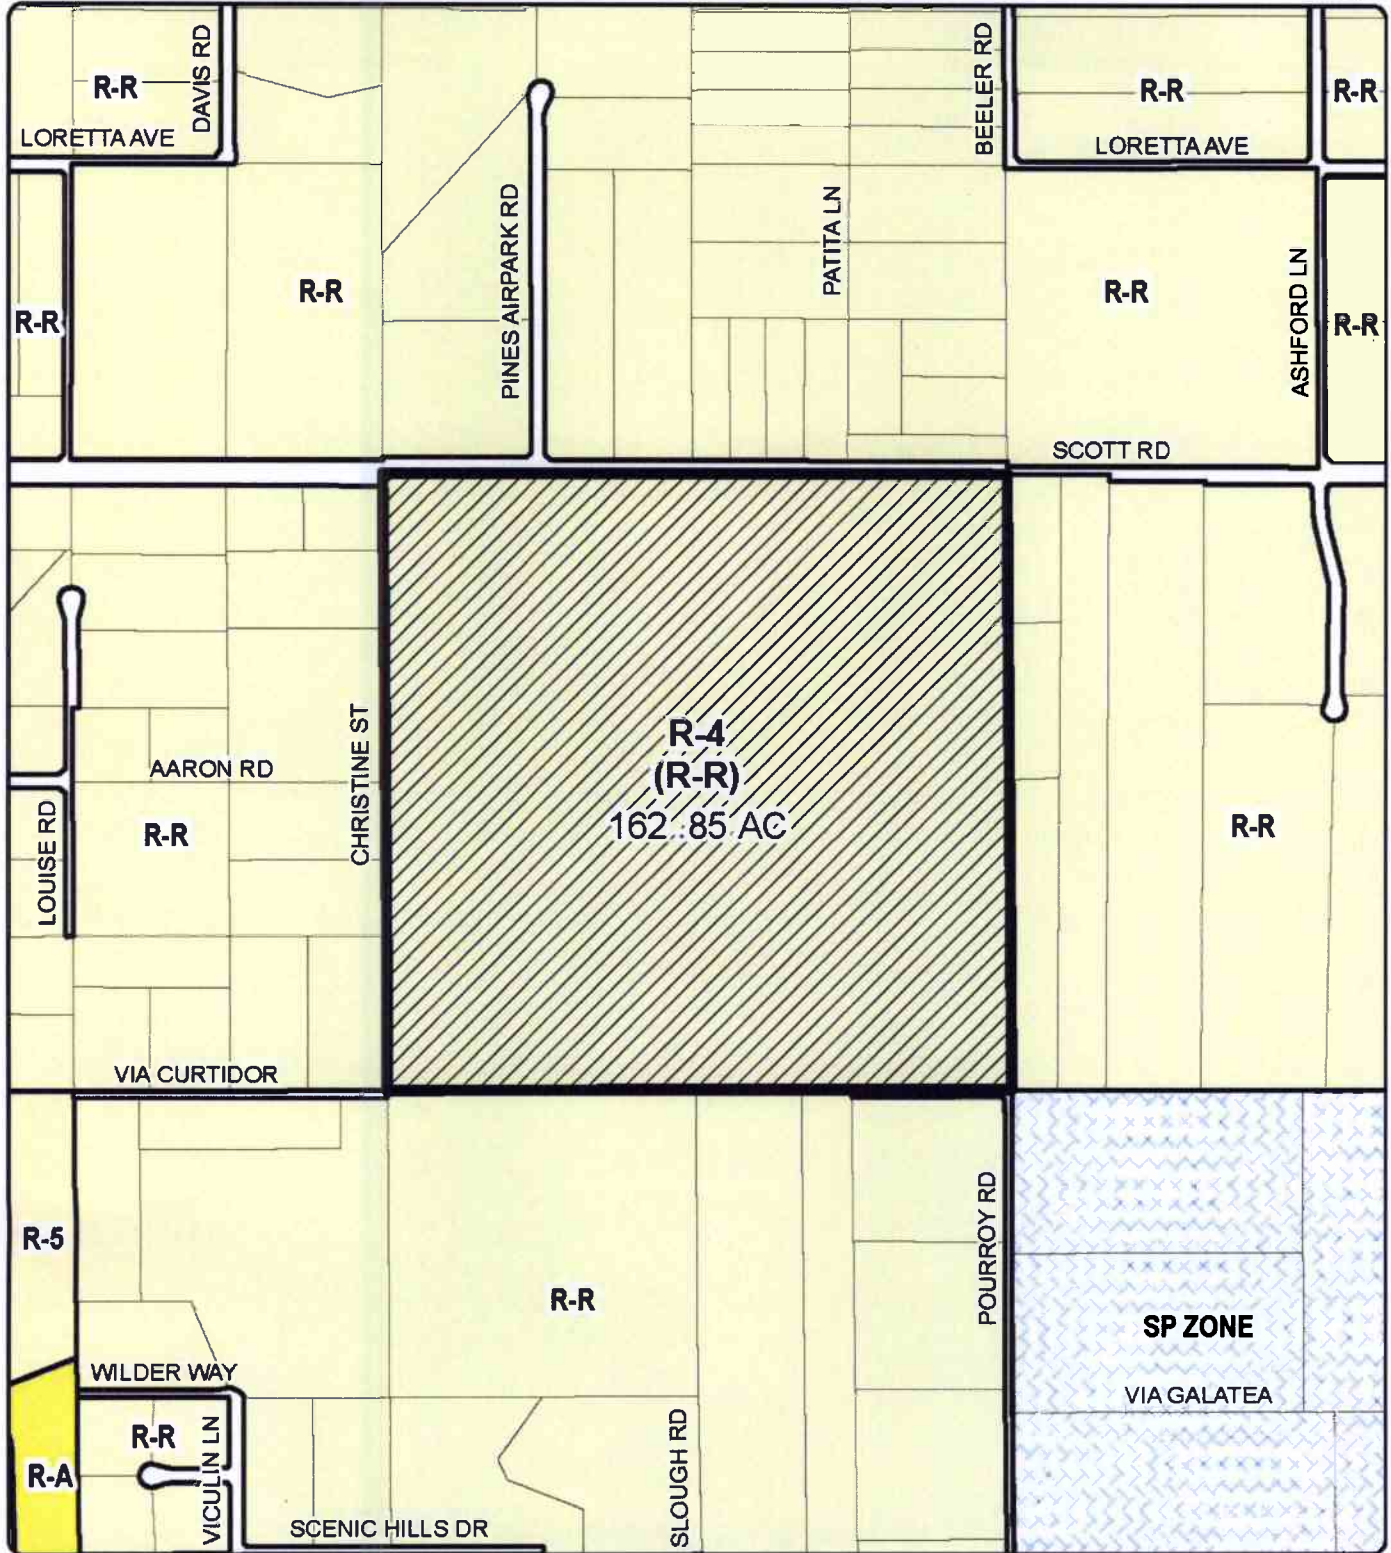 DAVIS RD
R-R
LORETTA AVE
BEELER RD
R-R
R-R
LORETTA AVE
PINES AIRPARK RD
PATITA LN
R-R
R-R
R-R
ASHFORD LN
R-R
SCOTT RD
R-4
(R-R)
162..85 AC
CHRISTINE ST
AARON RD
LOUISE RD
R-R
R-R
VIA CURTIDOR
R-5
R-R
POURROY RD
SP ZONE
VIA GALATEA
WILDER WAY
R-R
VICULIN LN
R-A
SLOUGH RD
SCENIC HILLS DR